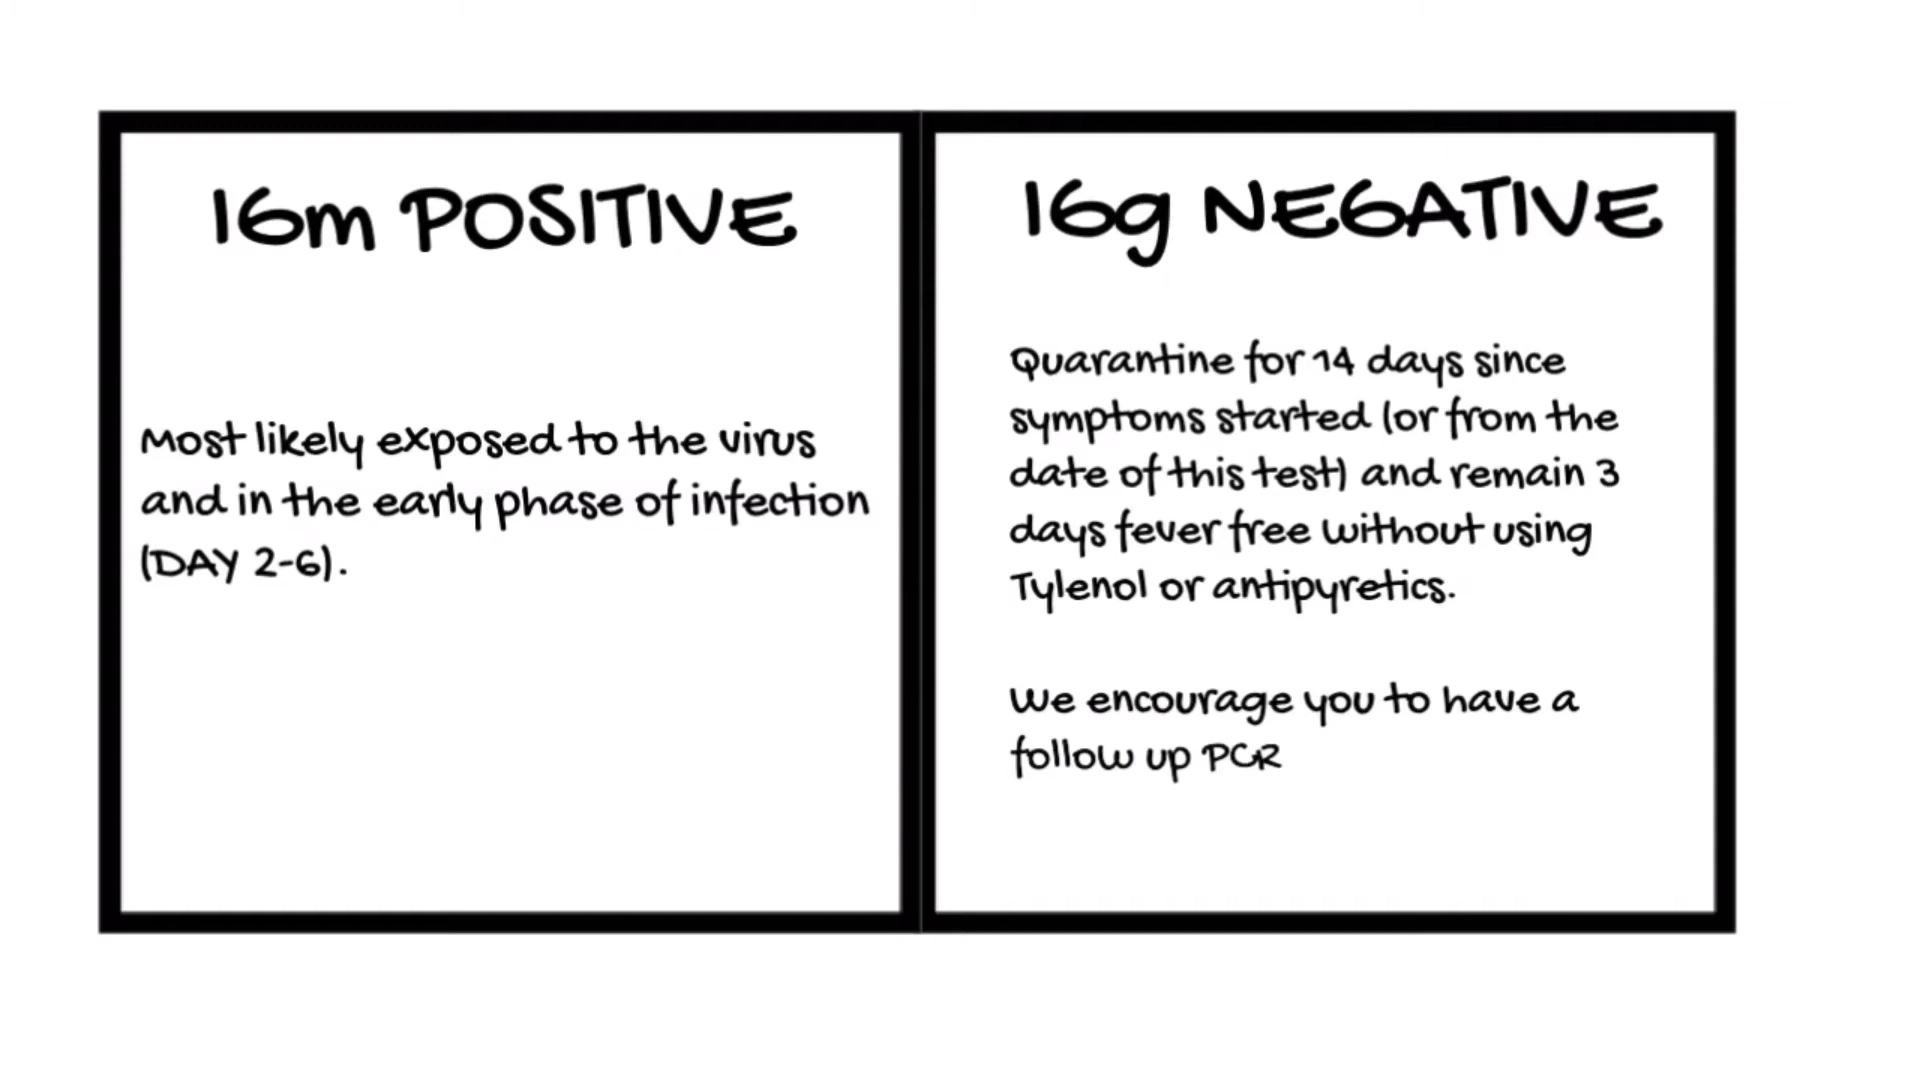 16m POSITIVE
Most likely exposed to the virus
and in the early phase of infection
(DAY 2-6).
16g NEGATIVE
Quarantine for 14 days since
symptoms started (or from the
date of this test) and remain 3
days fever free without using
Tylenol or antipyretics.
We encourage you to have a
follow up PCR